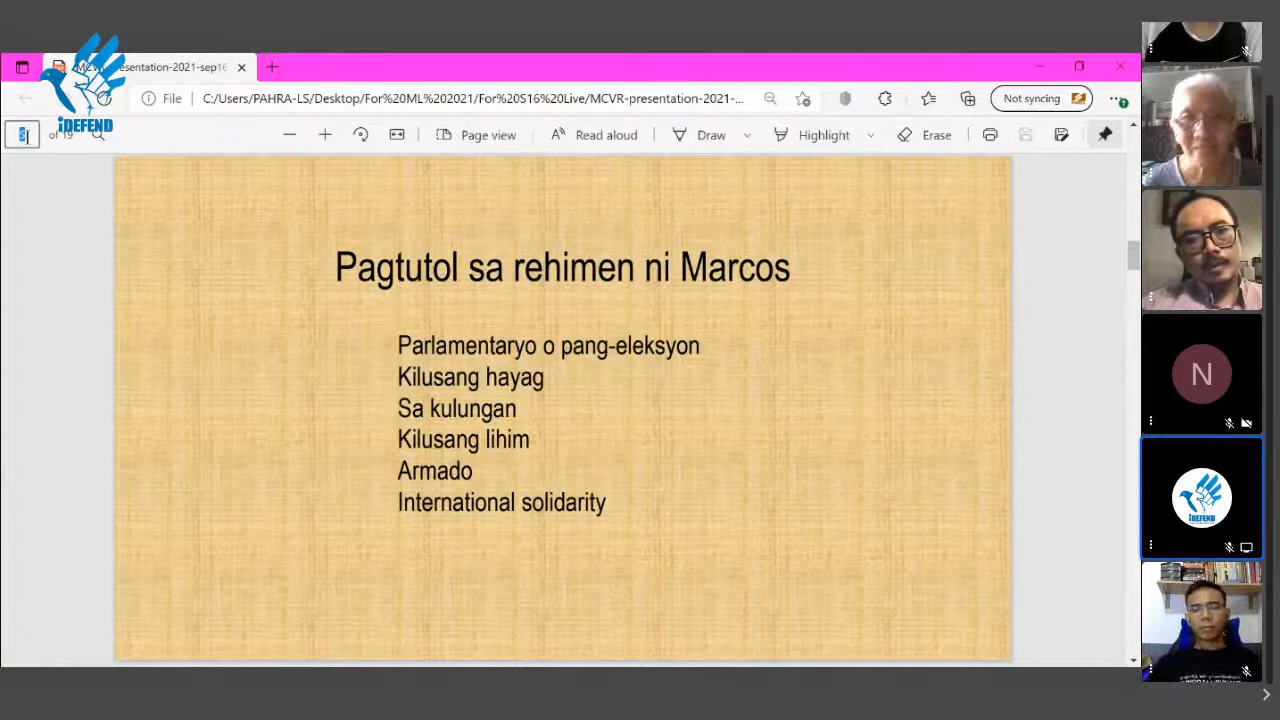 MCVR-presentation-2021-sep16
iDEFEND
File
C:/Users/PAHRA-LS/Desktop/For%20ML%202021/For%20S16%20Live/MCVR-presentation-2021-...
Not syncing
of 19
Page view
Read aloud
Draw
Highlight
Erase
Pagtutol sa rehimen ni Marcos
Parlamentaryo o pang-eleksyon
Kilusang hayag
Sa kulungan
Kilusang lihim
Armado
International solidarity
N
iDEFEND